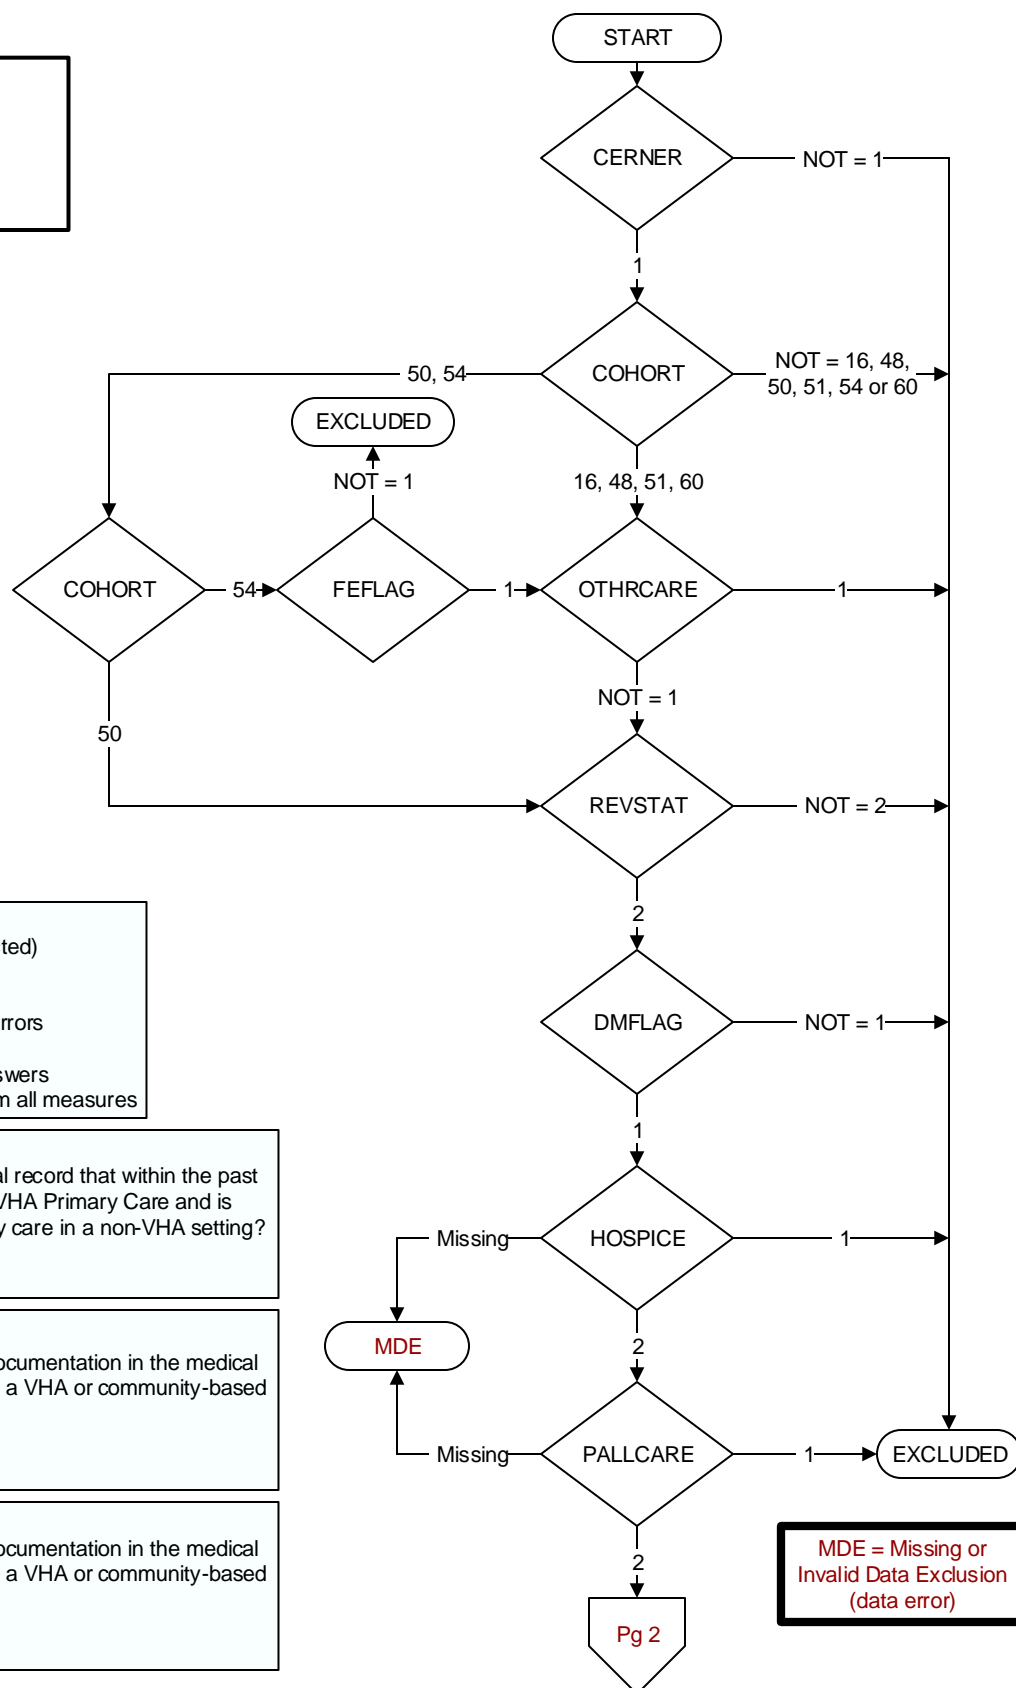 START
CERNER
NOT = 1
1
COHORT
50, 54
NOT = 16, 48,
50, 51, 54 or 60
EXCLUDED
NOT = 1
16, 48, 51, 60
COHORT
54
FEFLAG
1
OTHRCARE
1
NOT = 1
50
REVSTAT
NOT = 2
2
DMFLAG
NOT = 1
1
HOSPICE
Missing
1
MDE
2
PALLCARE
Missing
1
EXCLUDED
2
Pg 2
MDE = Missing or
Invalid Data Exclusion
(data error)
ted)
rrors
swers
m all measures
al record that within the past
VHA Primary Care and is
y care in a non-VHA setting?
ocumentation in the medical
a VHA or community-based
ocumentation in the medical
a VHA or community-based